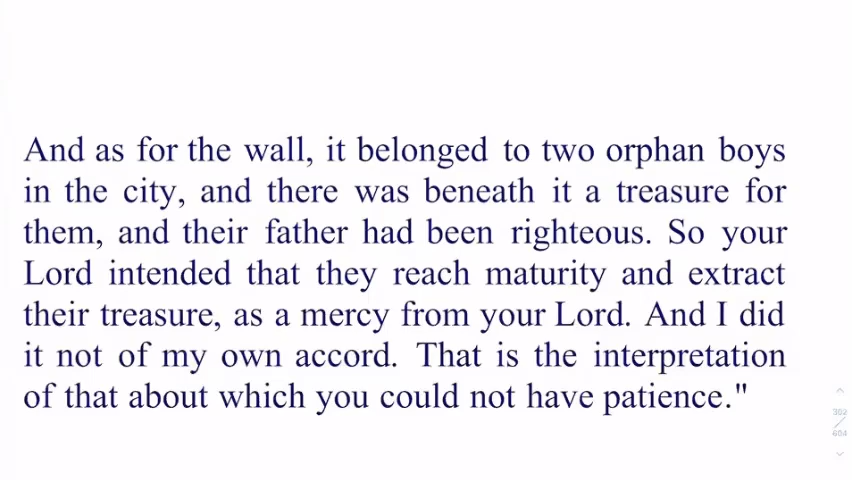 And as for the wall, it belonged to two orphan boys
in the city, and there was beneath it a treasure for
them, and their father had been righteous. So your
Lord intended that they reach maturity and extract
their treasure, as a mercy from your Lord. And I did
it not of my own accord. That is the interpretation
of that about which you could not have patience."
302
604